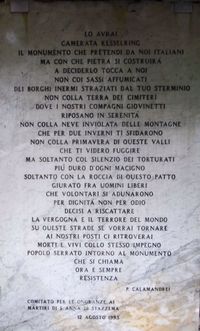 LO AVRAI
CAMERATA KESSELRING
IL MONUMENTO CHE PRETENDI DA NOI ITALIANI
MA CON CHE PIETRA SI COSTRUIRÀ
A DECIDERLO TOCCA A NOI
NON COI SASSI AFFUMICATI
DEI BORGHI INERMI STRAZIATI DAL TUO STERMINIO
NON COLLA TERRA DEI CIMITERI
DOVE I NOSTRI COMPAGNI GIOVINETTI
RIPOSANO IN SERENITÀ
NON COLLA NEVE INVIOLATA DELLE MONTAGNE
CHE PER DUE INVERNI TI SFIDARONO
NON COLLA PRIMAVERA DI QUESTE VALLI
CHE TI VIDERO FUGGIRE
MA SOLTANTO COL SILENZIO DEI TORTURATI
PIÙ DURO D'OGNI MACIGNO
SOLTANTO CON LA ROCCIA DI QUESTO PATTO
GIURATO FRA UOMINI LIBERI
CHE VOLONTARI SI ADUNARONO
PER DIGNITÀ NON PER ODIO
DECISI A RISCATTARE
LA VERGOGNA E IL TERRORE DEL MONDO
SU QUESTE STRADE SE VORRAI TORNARE
AI NOSTRI POSTI CI RITROVERAI
MORTI E VIVI COLLO STESSO IMPEGNO
POPOLO SERRATO INTORNO AL MONUMENTO
CHE SI CHIAMA
ORA E SEMPRE
RESISTENZA
P. CALAMANDREI
COMITATO PER LE ONORANZE AI
MARTIRI DI S. ANNA DI STAZZEMA
12 AGOSTO